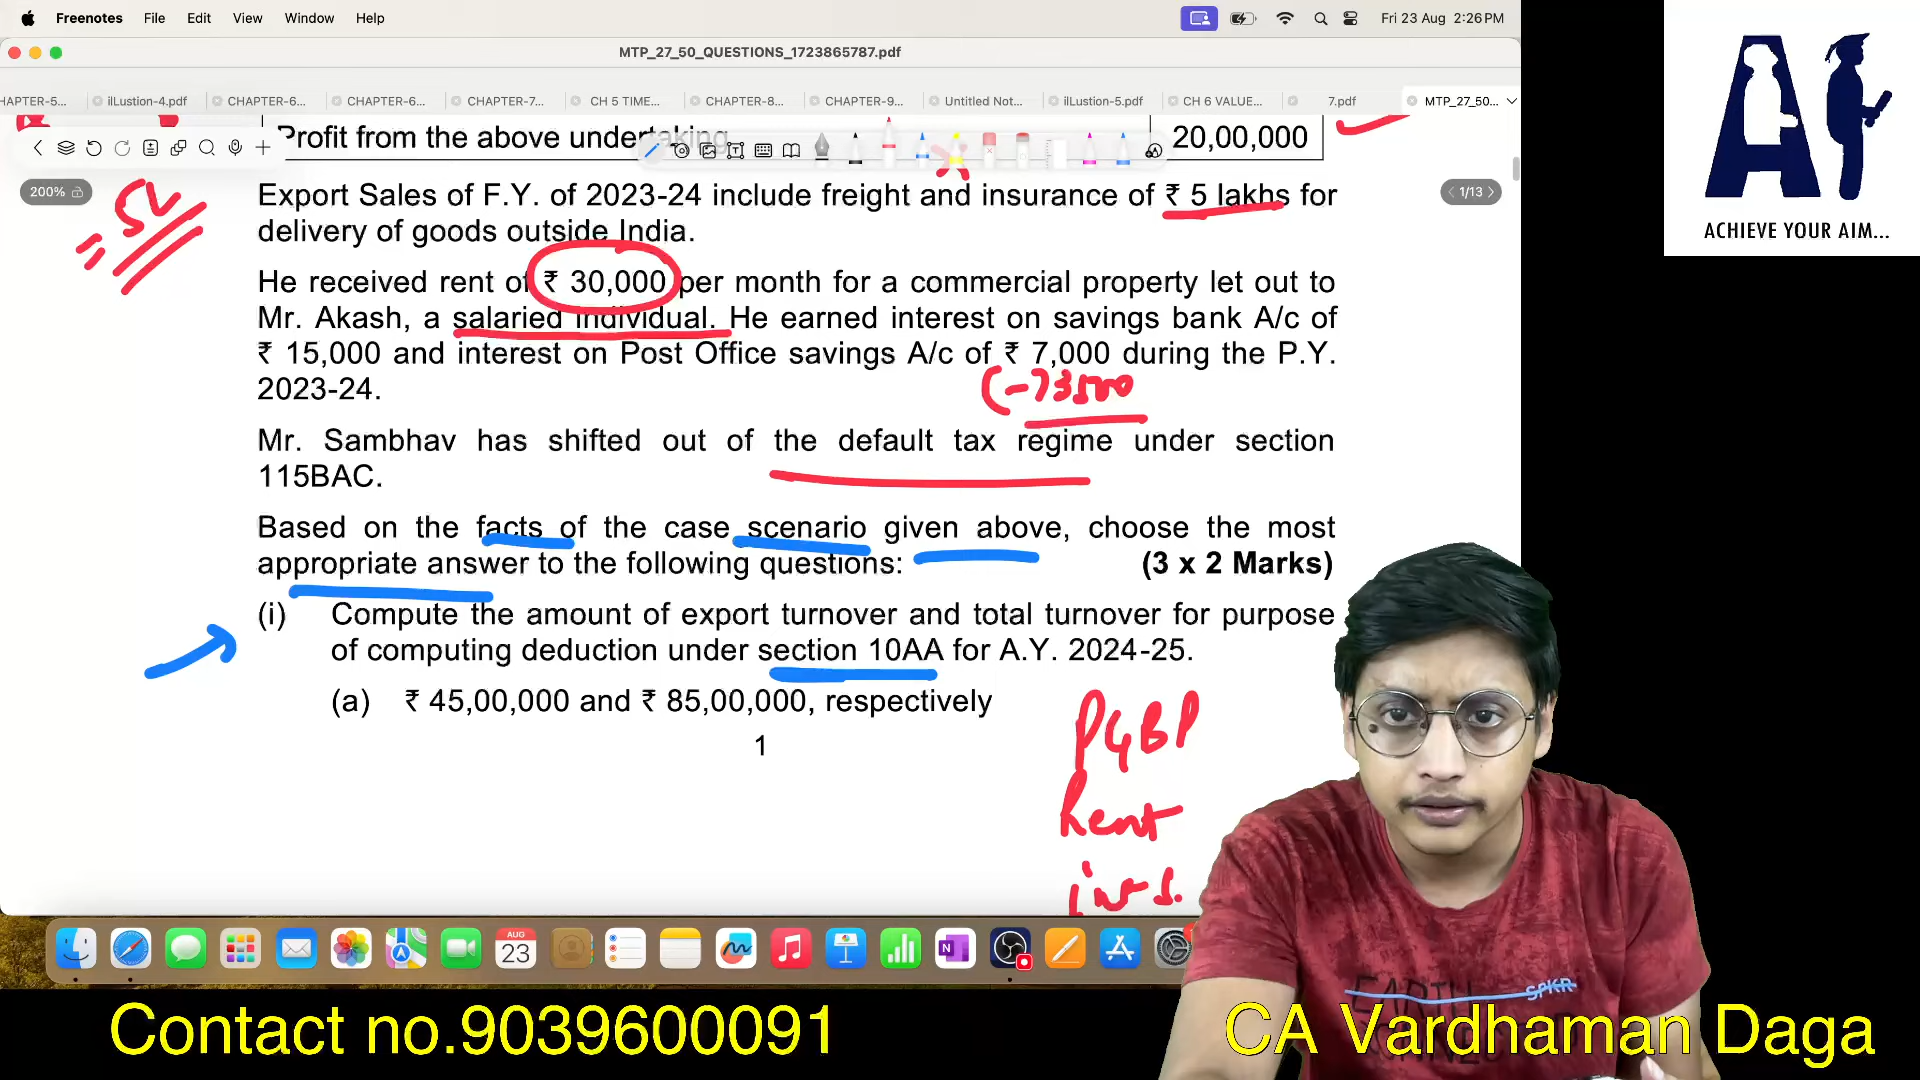 Freenotes File Edit View Window Help Fri 23 Aug 2:26 PM
MTP_27_50_QUESTIONS_1723865787.pdf
HAPTER-5... ilLustion-4.pdf CHAPTER-6... CHAPTER-6... CHAPTER-7... CH 5 TIME... CHAPTER-8... CHAPTER-9... Untitled Not... ilLustion-5.pdf CH 6 VALUE... 7.pdf MTP_27_50...
Profit from the above undertaking 20,00,000
200% 1/13
Export Sales of F.Y. of 2023-24 include freight and insurance of ₹ 5 lakhs for
delivery of goods outside India.
He received rent of ₹ 30,000 per month for a commercial property let out to
Mr. Akash, a salaried individual. He earned interest on savings bank A/c of
₹ 15,000 and interest on Post Office savings A/c of ₹ 7,000 during the P.Y.
2023-24.
(-) 3500
Mr. Sambhav has shifted out of the default tax regime under section
115BAC.
Based on the facts of the case scenario given above, choose the most
appropriate answer to the following questions: (3 x 2 Marks)
(i) Compute the amount of export turnover and total turnover for purpose
of computing deduction under section 10AA for A.Y. 2024-25.
(a) ₹ 45,00,000 and ₹ 85,00,000, respectively
1
PGBP
Rent
AUG
23
ACHIEVE YOUR AIM...
EARTH
SPKR
Contact no.9039600091
CA Vardhaman Daga